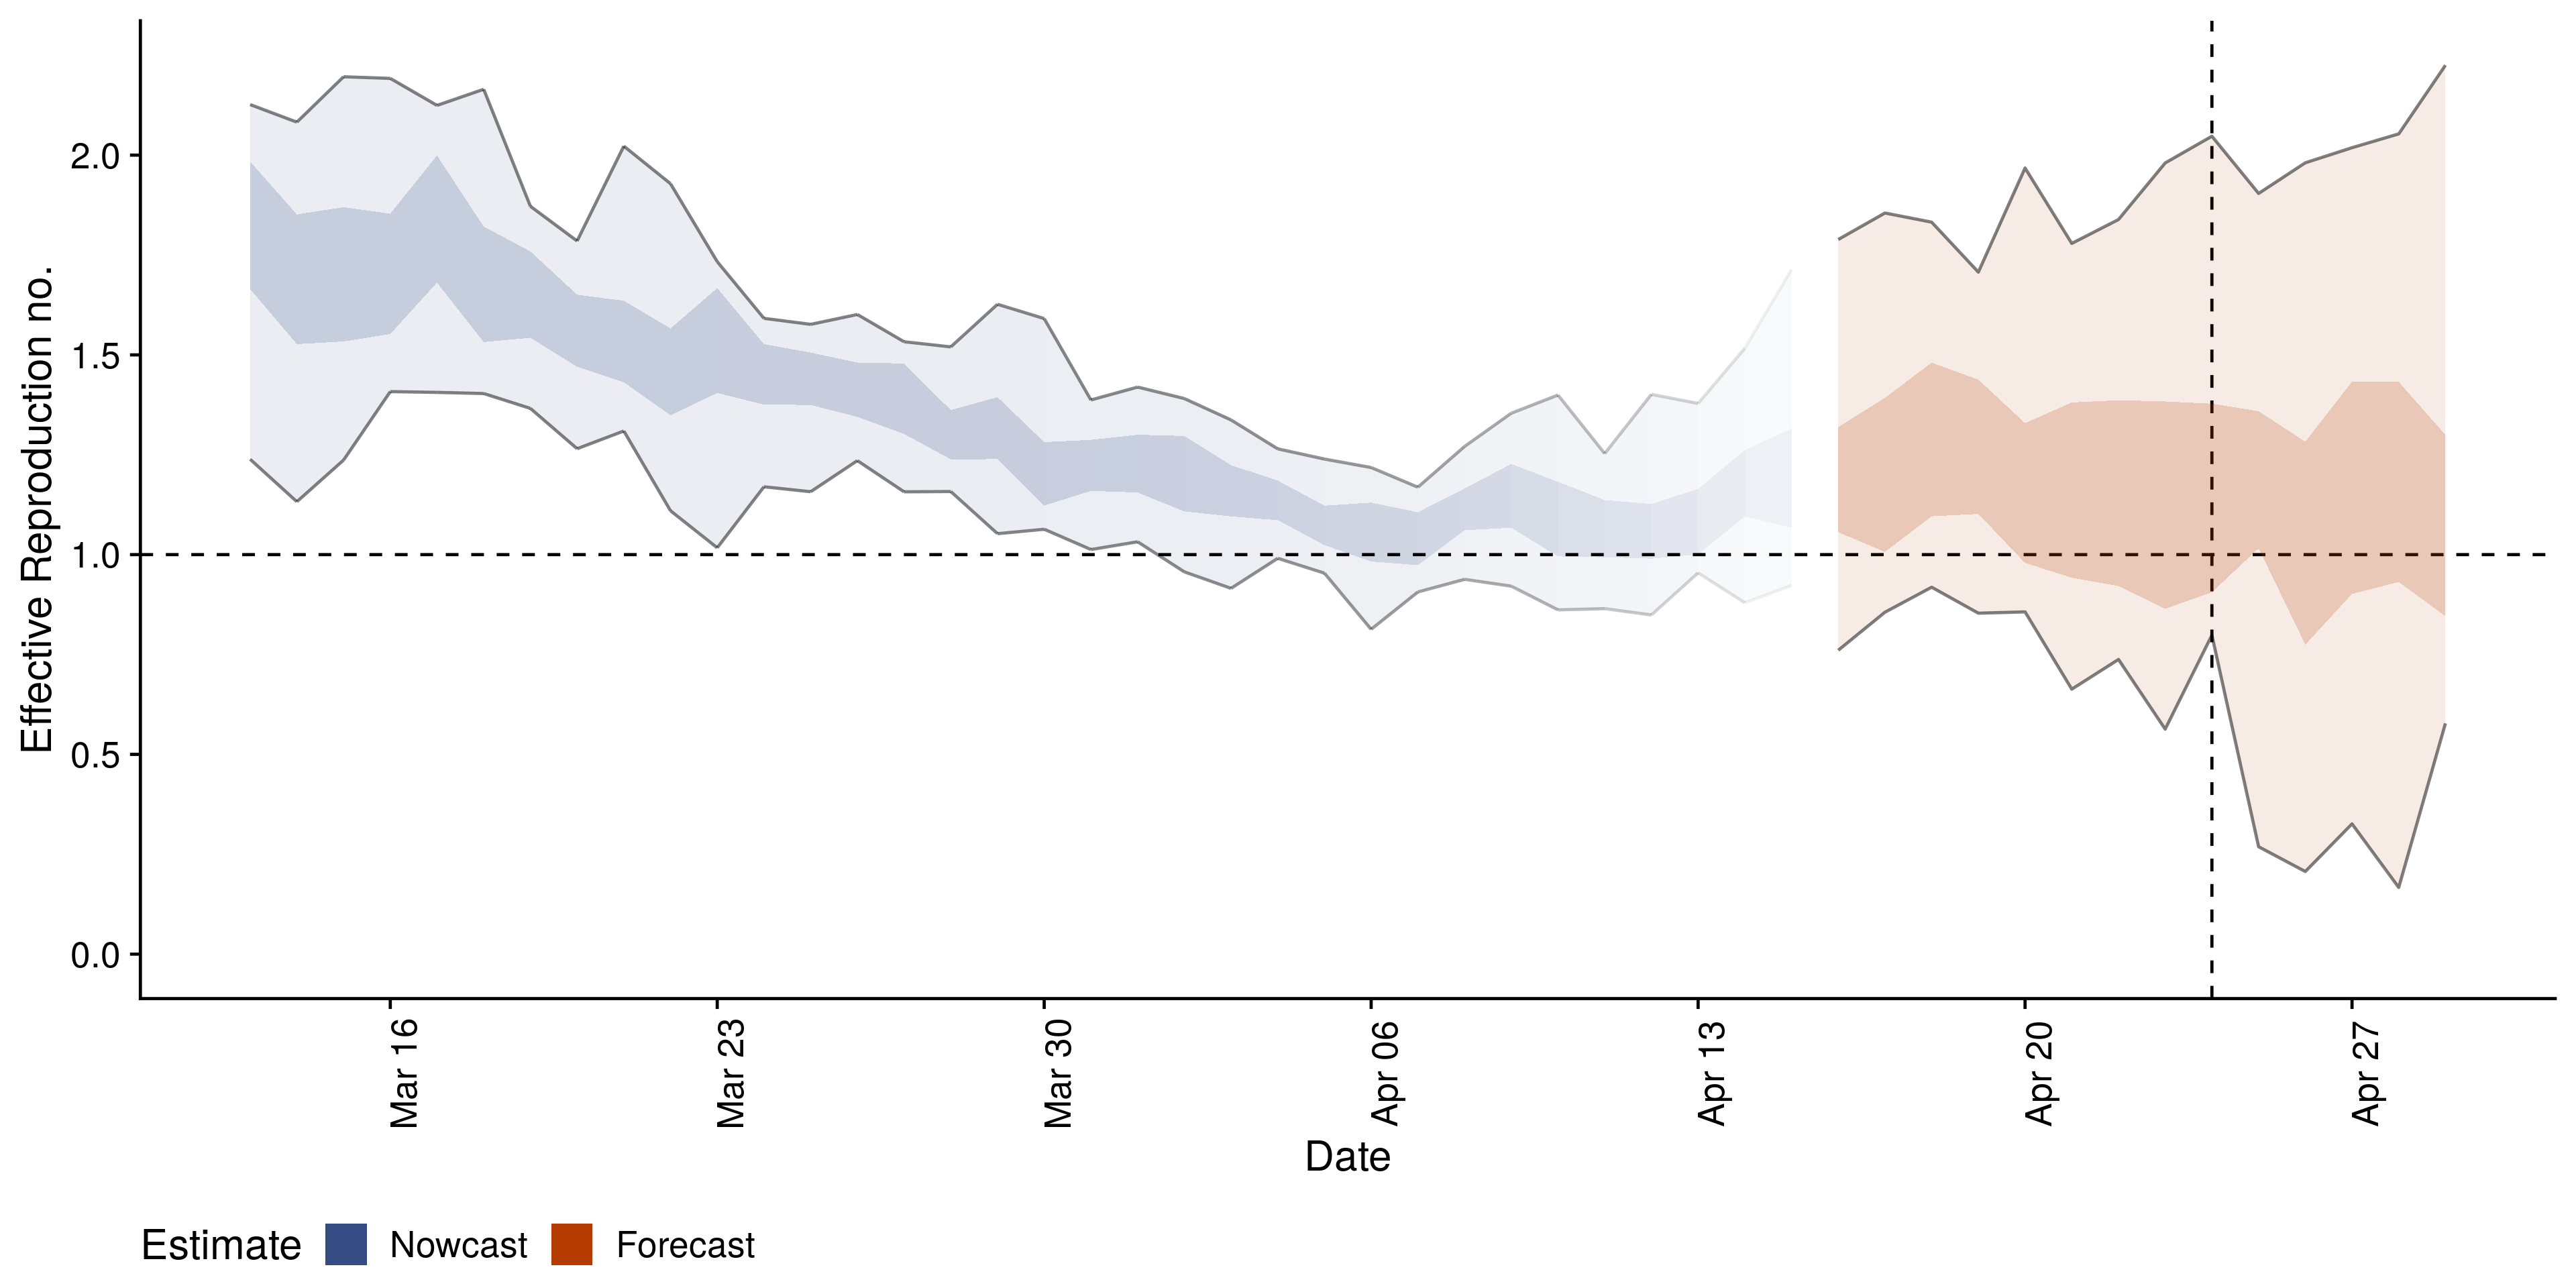 Effective Reproduction no.
2.0
1.5
1.0
0.5
0.0
Mar 16
Mar 23
Mar 30
Apr 06
Apr 13
Apr 20
Apr 27
Date
Estimate Nowcast Forecast